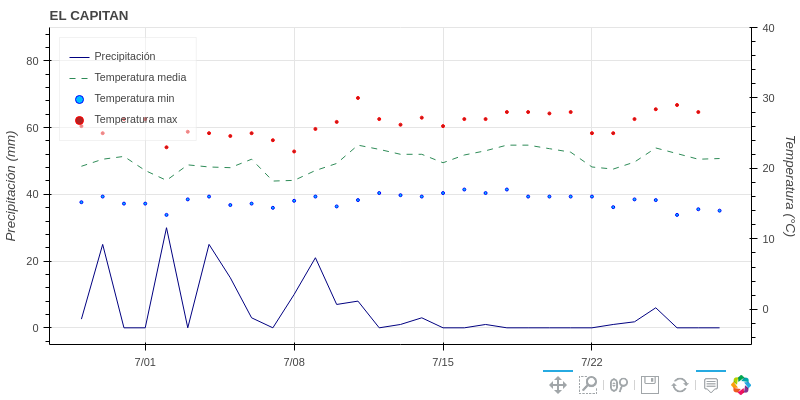 EL CAPITAN
Precipitación
Temperatura media
Temperatura min
Temperatura max
Precipitación (mm)
80
60
40
20
0
Temperatura (°C)
40
30
20
10
0
7/01
7/08
7/15
7/22